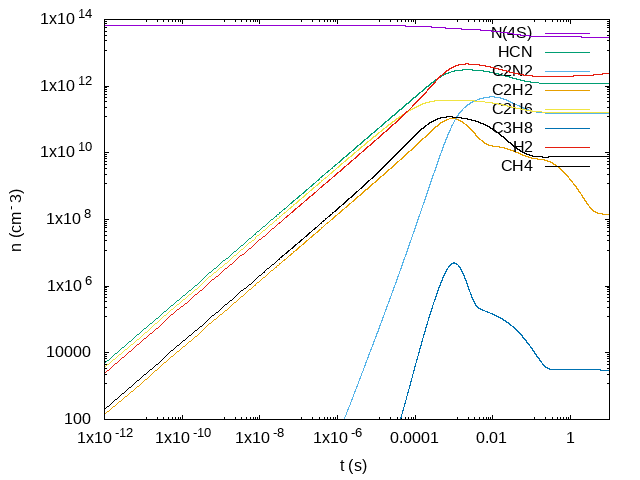 1x10 14
1x10 12
1x10 10
1x10 8
1x10 6
10000
100
n (cm-3)
N(4S)
HCN
C2N2
C2H2
C2H6
C3H8
H2
CH4
1x10 -12
1x10 -10
1x10 -8
1x10 -6
0.0001
0.01
1
t (s)